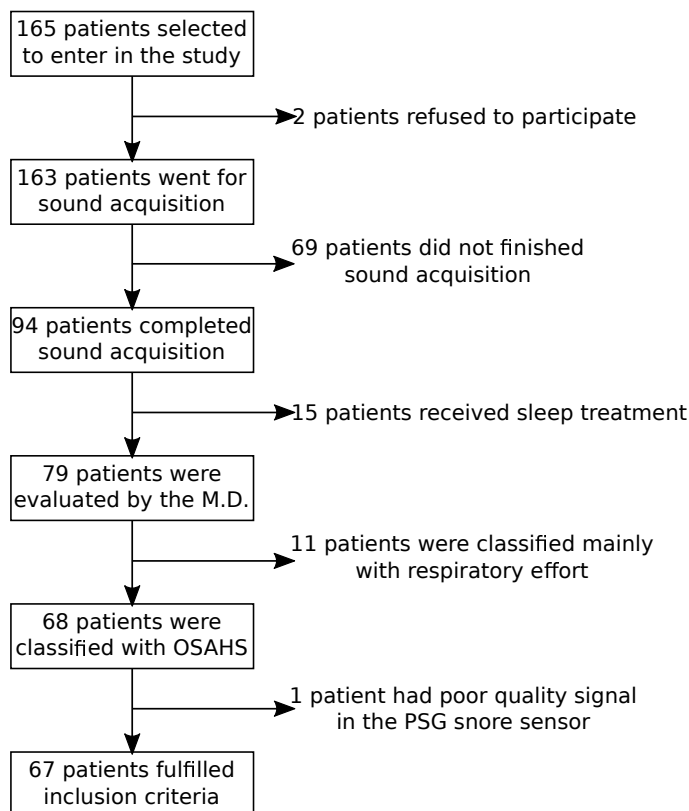 165 patients selected
to enter in the study
2 patients refused to participate
163 patients went for
sound acquisition
69 patients did not finished
sound acquisition
94 patients completed
sound acquisition
15 patients received sleep treatment
79 patients were
evaluated by the M.D.
11 patients were classified mainly
with respiratory effort
68 patients were
classified with OSAHS
1 patient had poor quality signal
in the PSG snore sensor
67 patients fulfilled
inclusion criteria